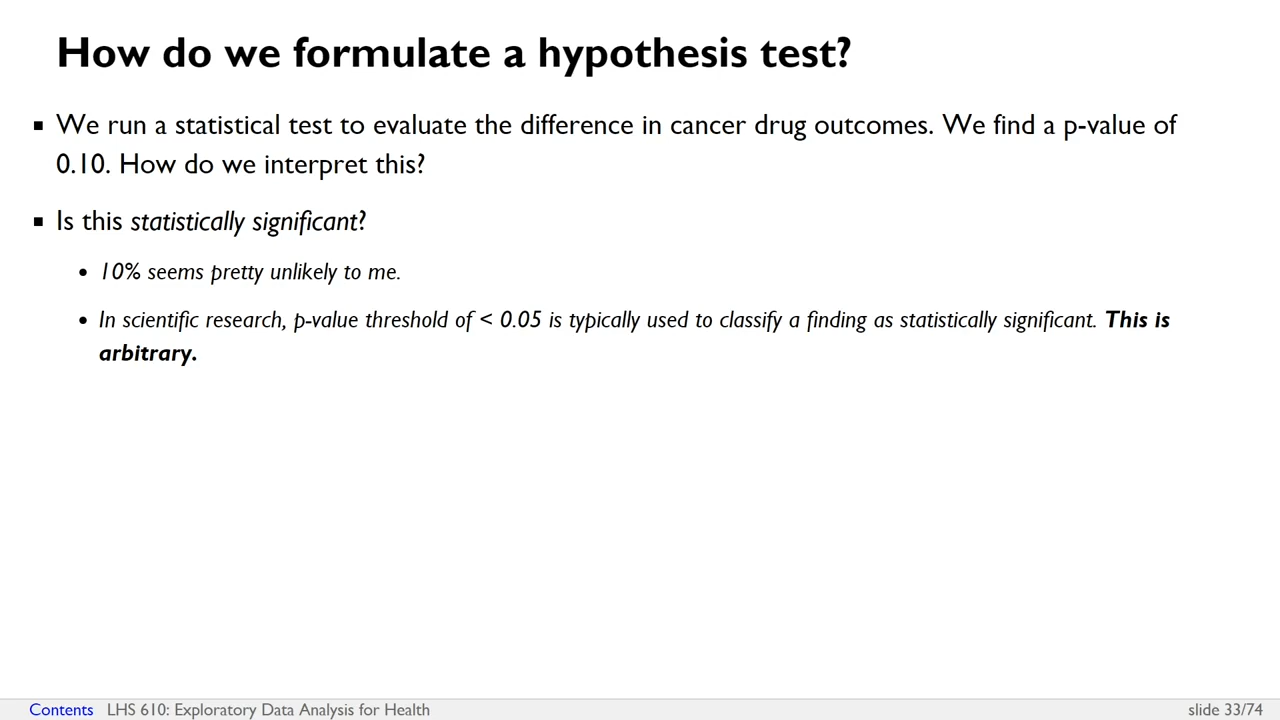 How do we formulate a hypothesis test?
▪ We run a statistical test to evaluate the difference in cancer drug outcomes. We find a p-value of
0.10. How do we interpret this?
▪ Is this statistically significant?
• 10% seems pretty unlikely to me.
• In scientific research, p-value threshold of < 0.05 is typically used to classify a finding as statistically significant. This is
arbitrary.
Contents LHS 610: Exploratory Data Analysis for Health slide 33/74